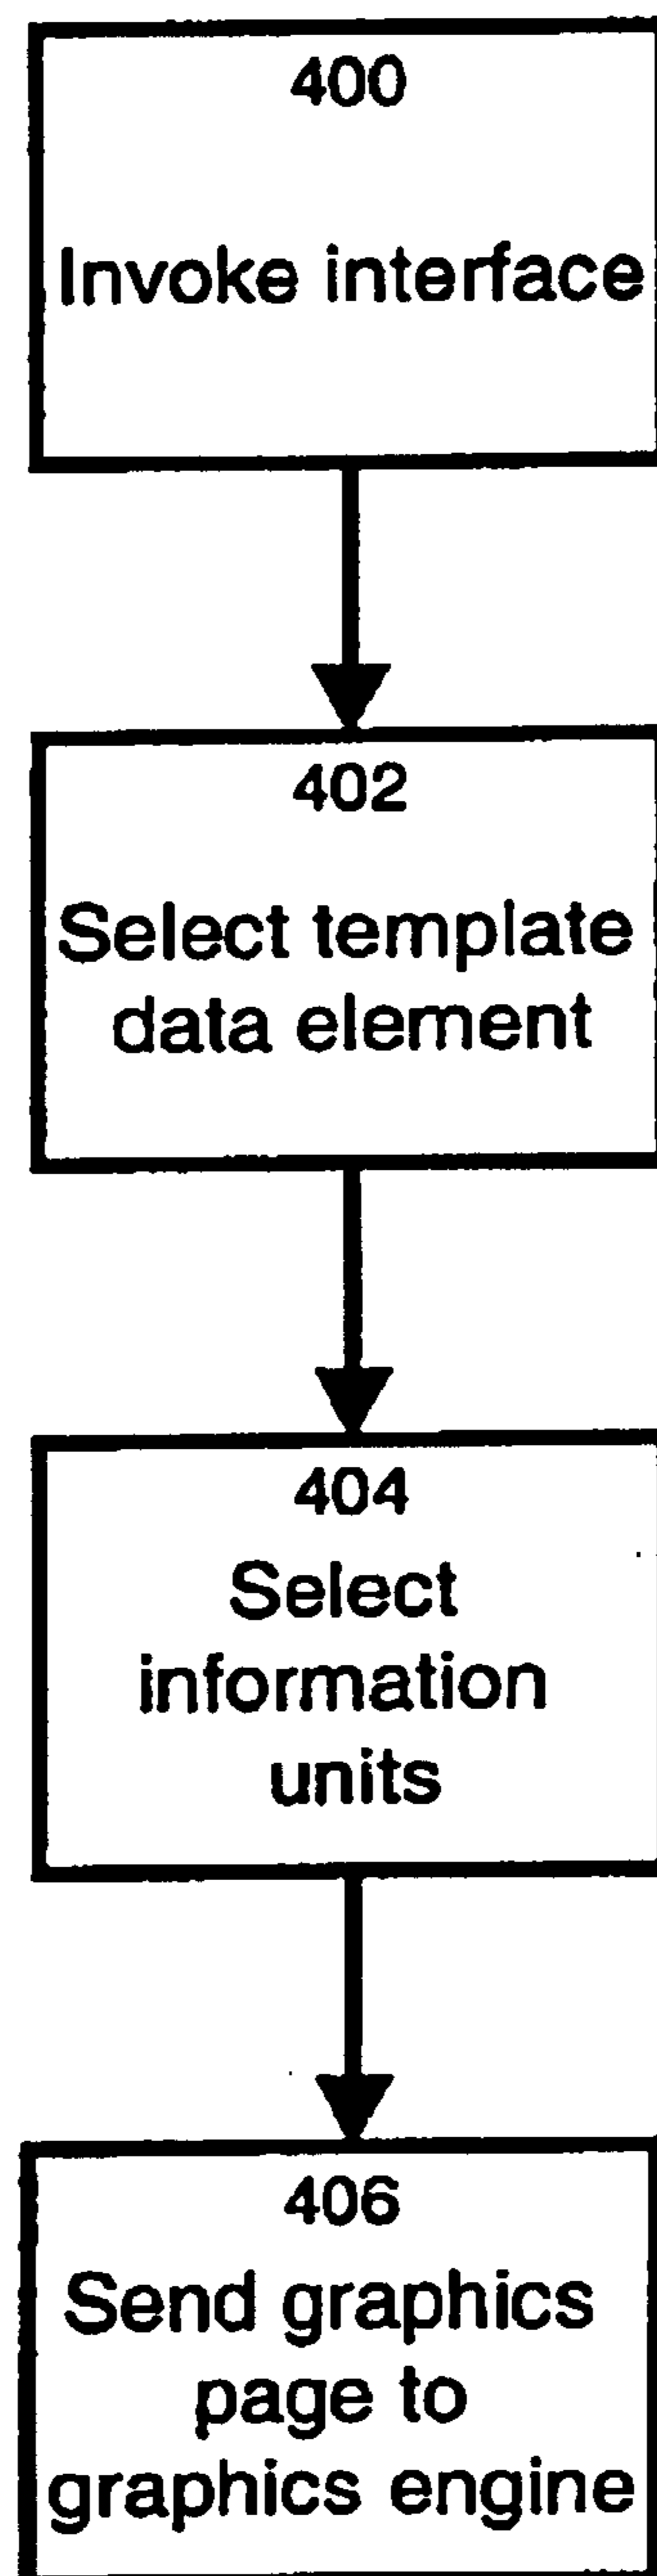 400
Invoke interface
402
Select template
data element
404
Select
information
units
406
Send graphics
page to
graphics engine